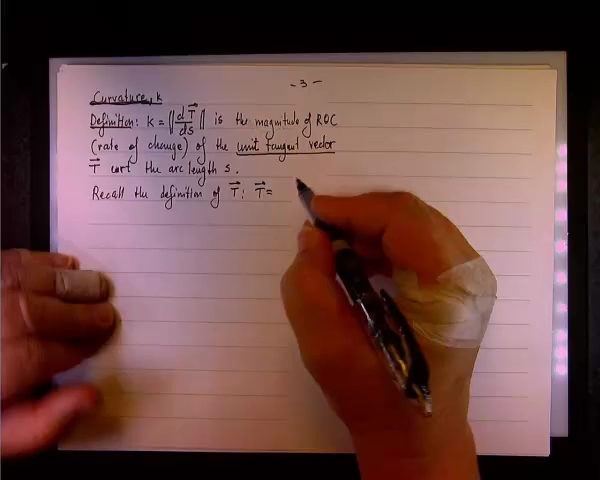 - 3 -
Curvature, k
Definition: k = ‖dT⃗/ds‖ is the magnitude of ROC
(rate of change) of the unit tangent vector
T⃗ wrt the arc length s.
Recall the definition of T⃗: T⃗ =